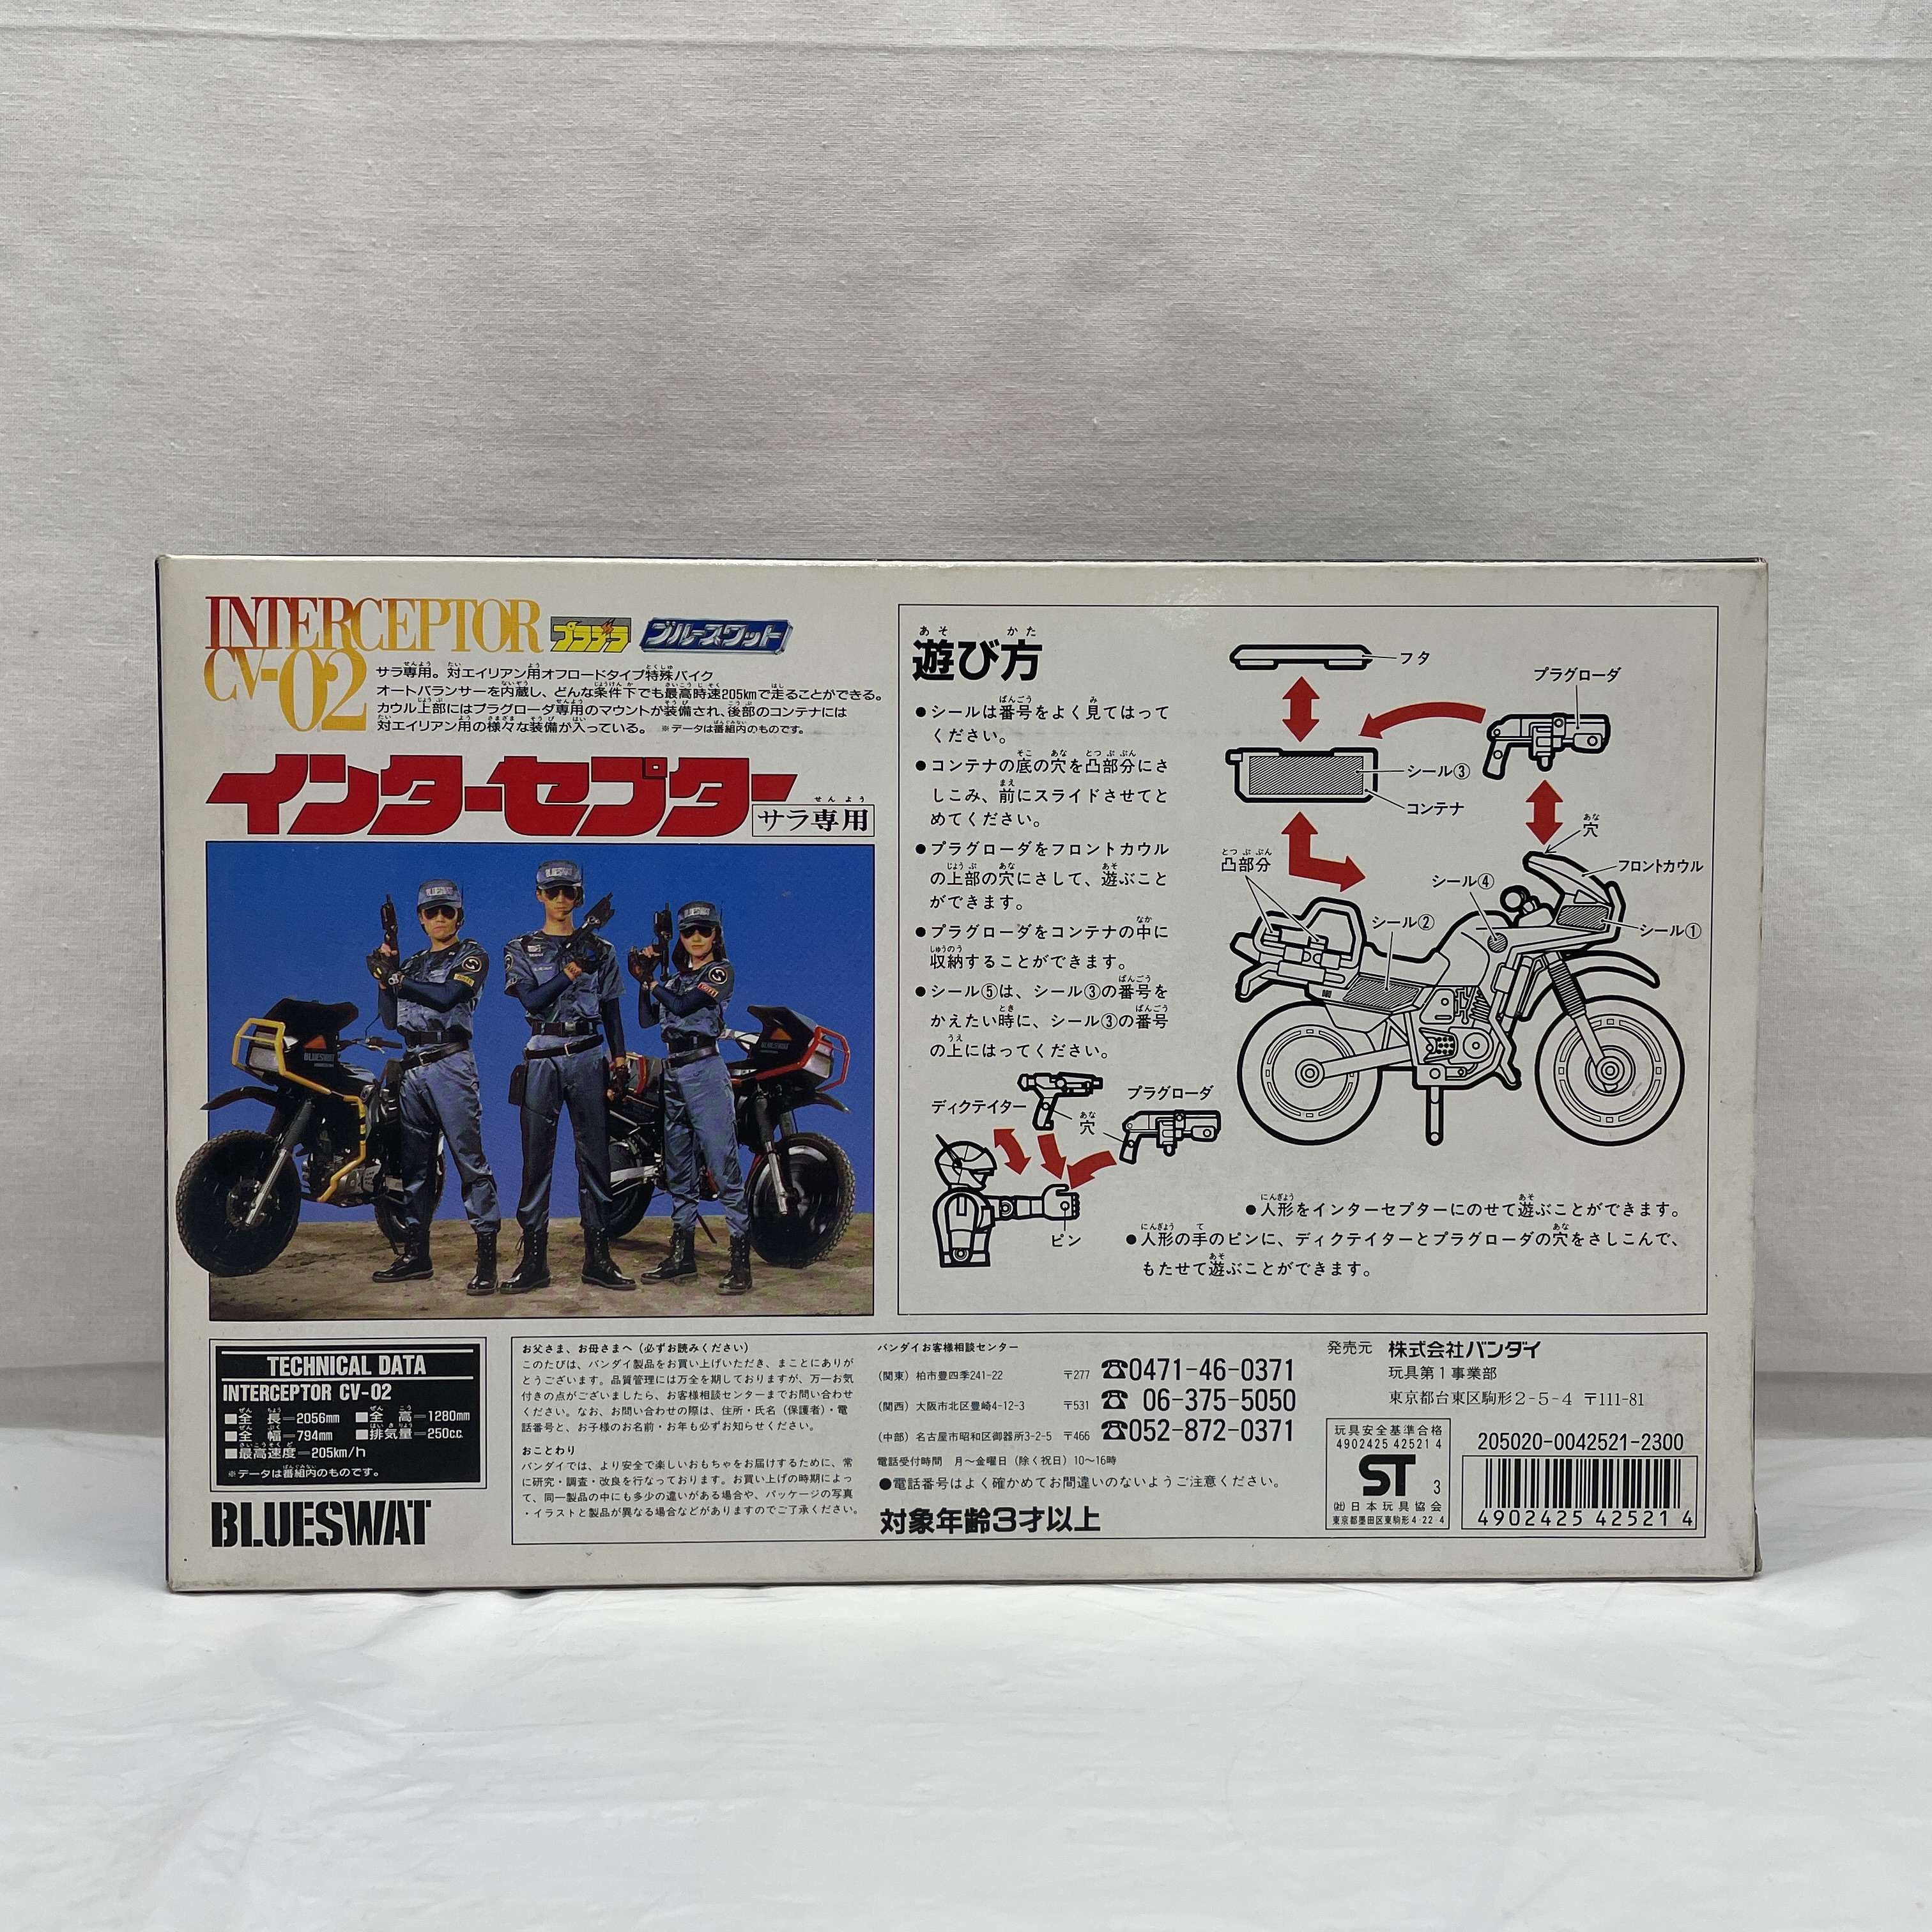 INTERCEPTOR
CV-02
プラデラ
ブルースワット
サラ専用。対エイリアン用オフロードタイプ特殊バイク
オートバランサーを内蔵し、どんな条件下でも最高時速205kmで走ることができる。
カウル上部にはプラグローダ専用のマウントが装備され、後部のコンテナには
対エイリアン用の様々な装備が入っている。 ※データは番組内のものです。
インターセプター
サラ専用
BLUESWAT
TECHNICAL DATA
INTERCEPTOR CV-02
■全長=2056mm ■全高=1280mm
■全幅=794mm ■排気量=250c.c.
■最高速度=205km/h
※データは番組内のものです。
BLUESWAT
遊び方
●シールは番号をよく見てはって
ください。
●コンテナの底の穴を凸部分にさ
しこみ、前にスライドさせてと
めてください。
●プラグローダをフロントカウル
の上部の穴にさして、遊ぶこと
ができます。
●プラグローダをコンテナの中に
収納することができます。
●シール⑤は、シール③の番号を
かえたい時に、シール③の番号
の上にはってください。
フタ
プラグローダ
シール③
コンテナ
穴
凸部分
フロントカウル
シール④
シール②
シール①
ディクテイター
穴
プラグローダ
ピン
●人形をインターセプターにのせて遊ぶことができます。
●人形の手のピンに、ディクテイターとプラグローダの穴をさしこんで、
もたせて遊ぶことができます。
お父さま、お母さまへ（必ずお読みください）
このたびは、バンダイ製品をお買い上げいただき、まことにありが
とうございます。品質管理には万全を期しておりますが、万一お気
付きの点がございましたら、お客様相談センターまでお問い合わせ
ください。なお、お問い合わせの際は、住所・氏名（保護者）・電
話番号と、お子様のお名前・お年も必ずお知らせください。
おことわり
バンダイでは、より安全で楽しいおもちゃをお届けするために、常
に研究・調査・改良を行なっております。お買い上げの時期によっ
て、同一製品の中にも多少の違いがある場合や、パッケージの写真
・イラストと製品が異なる場合などがありますのでご了承ください。
バンダイお客様相談センター
(関東) 柏市豊四季241-22 〒277 ☎0471-46-0371
(関西) 大阪市北区豊崎4-12-3 〒531 ☎06-375-5050
(中部) 名古屋市昭和区御器所3-2-5 〒466 ☎052-872-0371
電話受付時間 月〜金曜日（除く祝日）10〜16時
●電話番号はよく確かめてお間違いのないようご注意ください。
対象年齢3才以上
発売元 株式会社バンダイ
玩具第1事業部
東京都台東区駒形2-5-4 〒111-81
玩具安全基準合格
4902425 42521 4
ST 3
(社)日本玩具協会
東京都墨田区東駒形4-22-4
205020-0042521-2300
4902425 42521 4